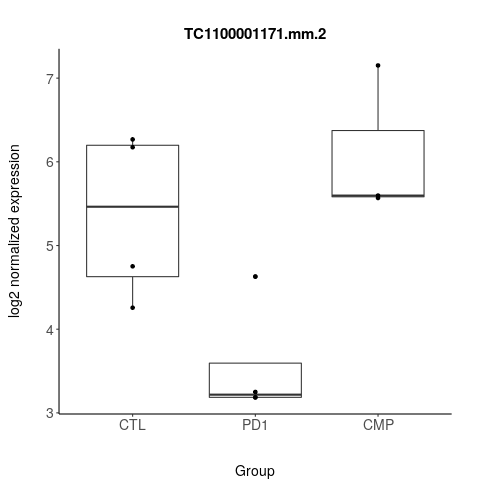 TC1100001171.mm.2
log2 normalized expression
7
6
5
4
3
CTL
PD1
CMP
Group